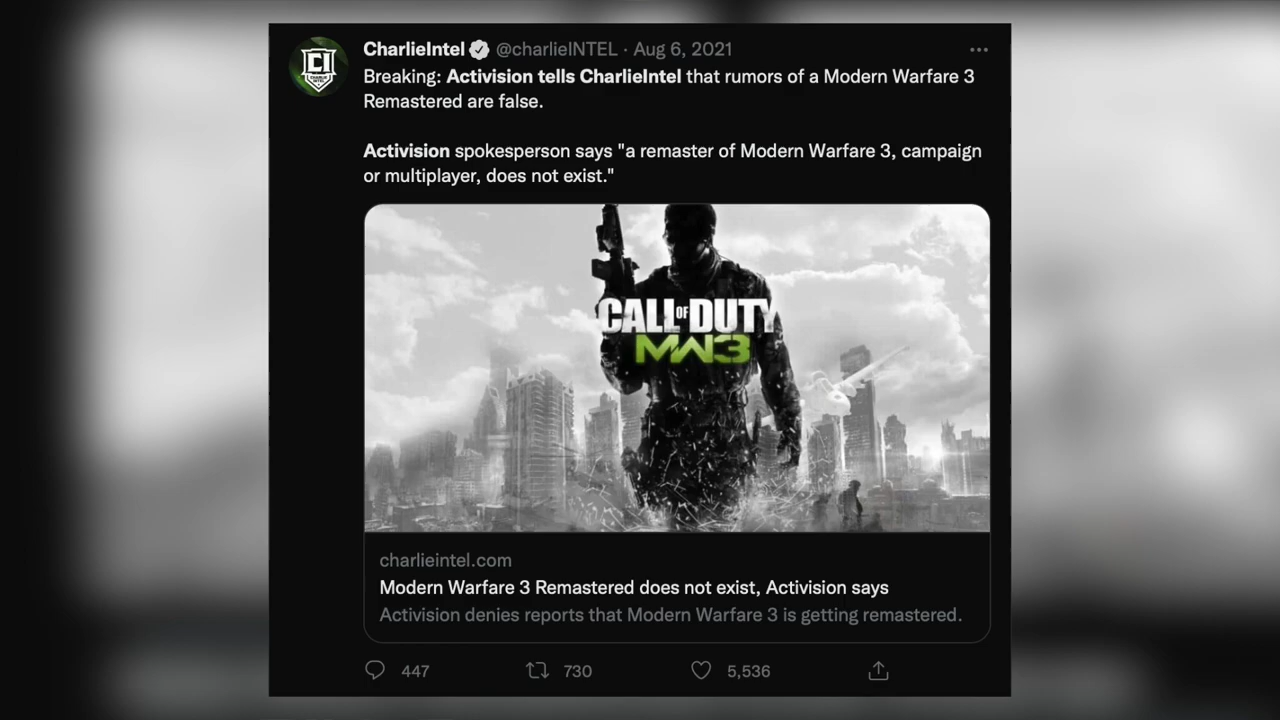 CharlieIntel @charlieINTEL · Aug 6, 2021
Breaking: Activision tells CharlieIntel that rumors of a Modern Warfare 3
Remastered are false.
Activision spokesperson says "a remaster of Modern Warfare 3, campaign
or multiplayer, does not exist."
CI
CHARLIE
INTEL
CALL OF DUTY
MW3
charlieintel.com
Modern Warfare 3 Remastered does not exist, Activision says
Activision denies reports that Modern Warfare 3 is getting remastered.
447 730 5,536